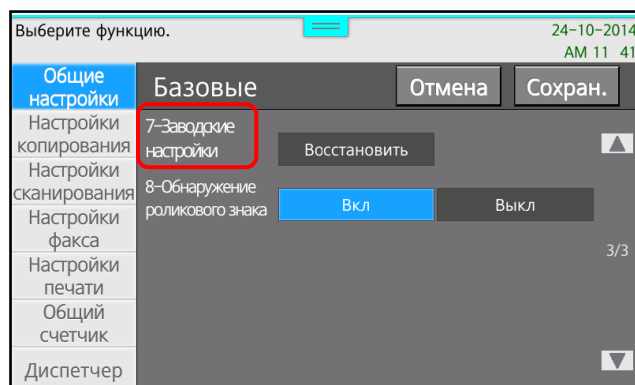 Выберите функцию.
24-10-2014
AM 11 41
Общие
настройки
Базовые
Отмена
Сохран.
Настройки
копирования
Настройки
сканирования
Настройки
факса
Настройки
печати
Общий
счетчик
Диспетчер
7-Заводские
настройки
Восстановить
8-Обнаружение
роликового знака
Вкл
Выкл
3/3